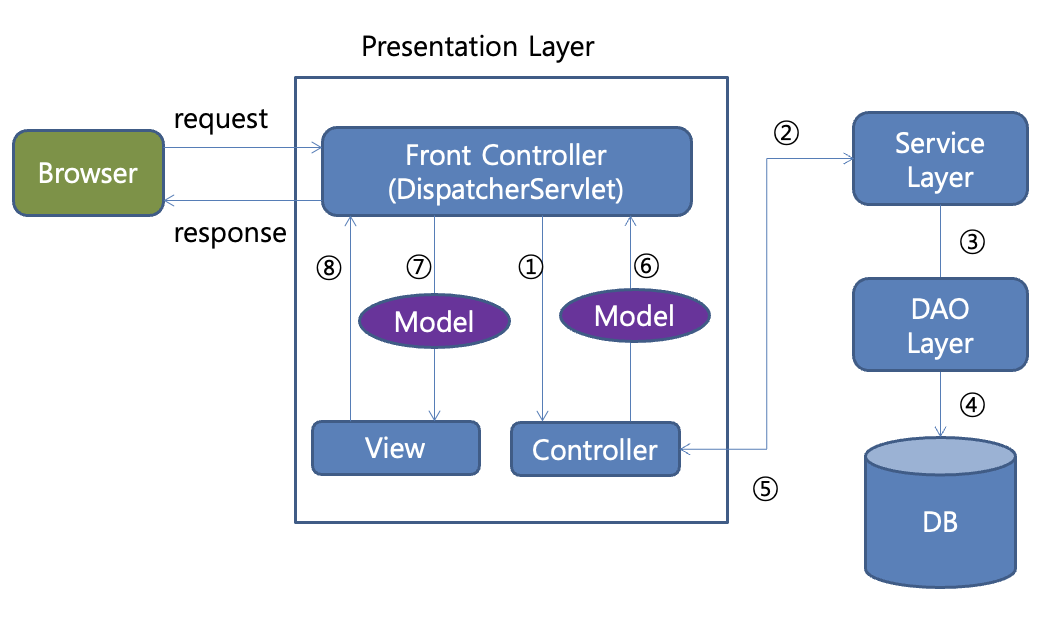 Presentation Layer
request
Browser
response
Front Controller
(DispatcherServlet)
⑧
⑦
①
⑥
Model
Model
View
Controller
②
⑤
Service
Layer
③
DAO
Layer
④
DB